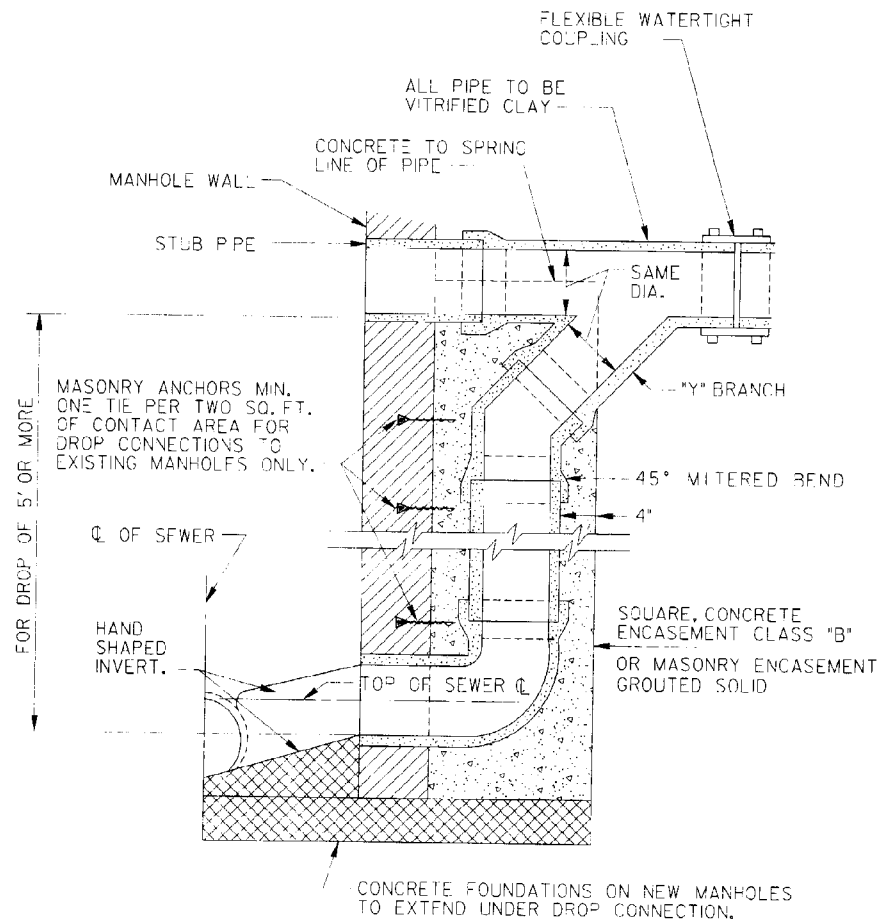 FLEXIBLE WATERTIGHT
COUPLING
ALL PIPE TO BE
VITRIFIED CLAY
CONCRETE TO SPRING
LINE OF PIPE
MANHOLE WALL
STUB PIPE
SAME
DIA.
"Y" BRANCH
MASONRY ANCHORS MIN.
ONE TIE PER TWO SQ. FT.
OF CONTACT AREA FOR
DROP CONNECTIONS TO
EXISTING MANHOLES ONLY.
FOR DROP OF 5' OR MORE
45° MITERED BEND
4"
℄ OF SEWER
HAND
SHAPED
INVERT.
TOP OF SEWER ℄
SQUARE, CONCRETE
ENCASEMENT CLASS "B"
OR MASONRY ENCASEMENT
GROUTED SOLID
CONCRETE FOUNDATIONS ON NEW MANHOLES
TO EXTEND UNDER DROP CONNECTION.